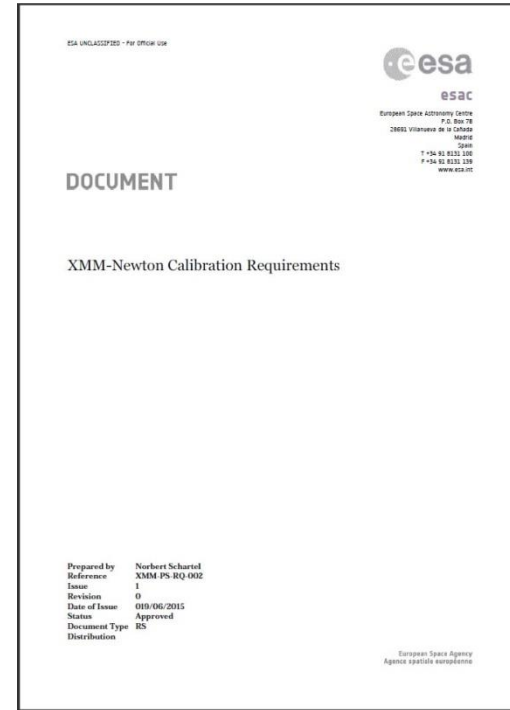 ESA UNCLASSIFIED - For Official Use
esa
esac
European Space Astronomy Centre
P.O. Box 78
28691 Villanueva de la Cañada
Madrid
Spain
T +34 91 8131 100
F +34 91 8131 139
www.esa.int
DOCUMENT
XMM-Newton Calibration Requirements
Prepared by Norbert Schartel
Reference XMM-PS-RQ-002
Issue 1
Revision 0
Date of Issue 019/06/2015
Status Approved
Document Type RS
Distribution
European Space Agency
Agence spatiale européenne